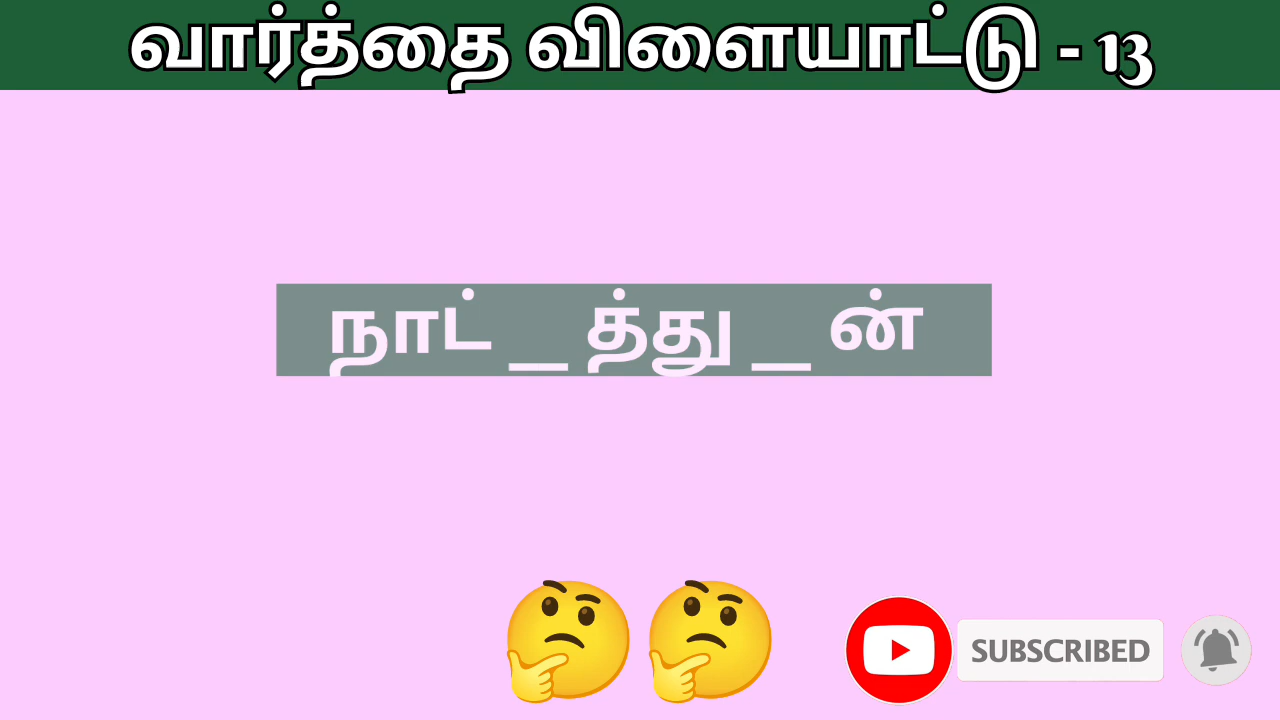 வார்த்தை விளையாட்டு - 13
நாட் _ த்து _ ன்
SUBSCRIBED